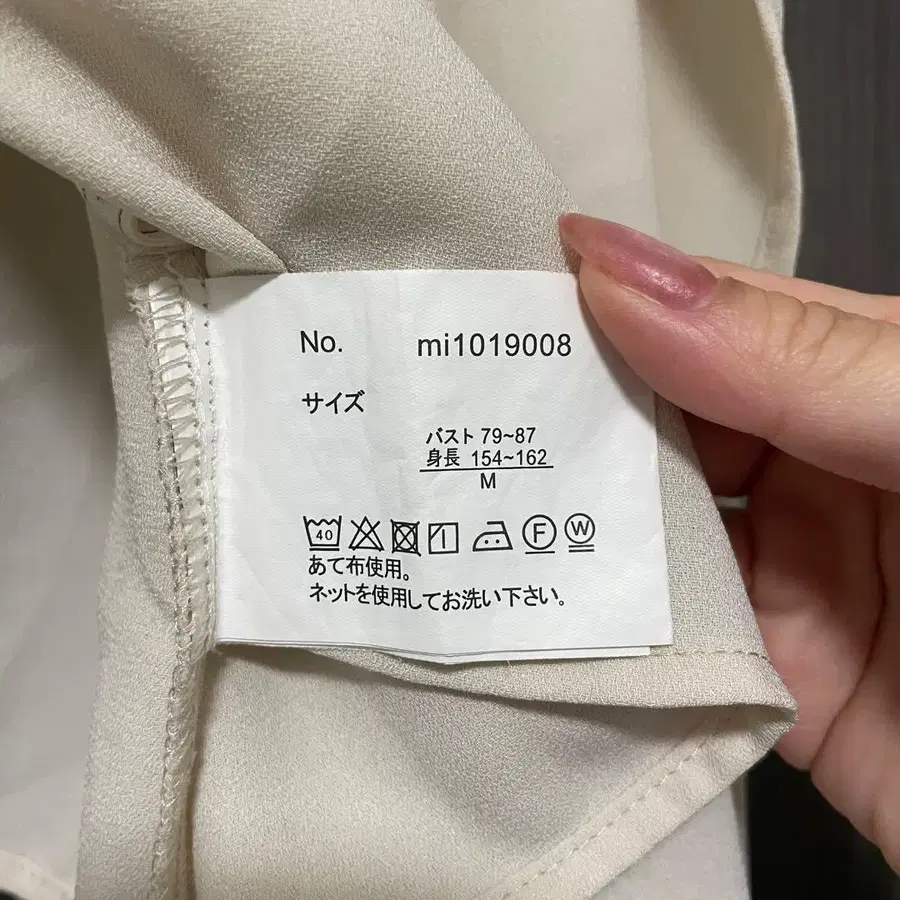 No. mi1019008
サイズ
バスト 79~87
身長 154~162
M
40 F W
あて布使用。
ネットを使用してお洗い下さい。